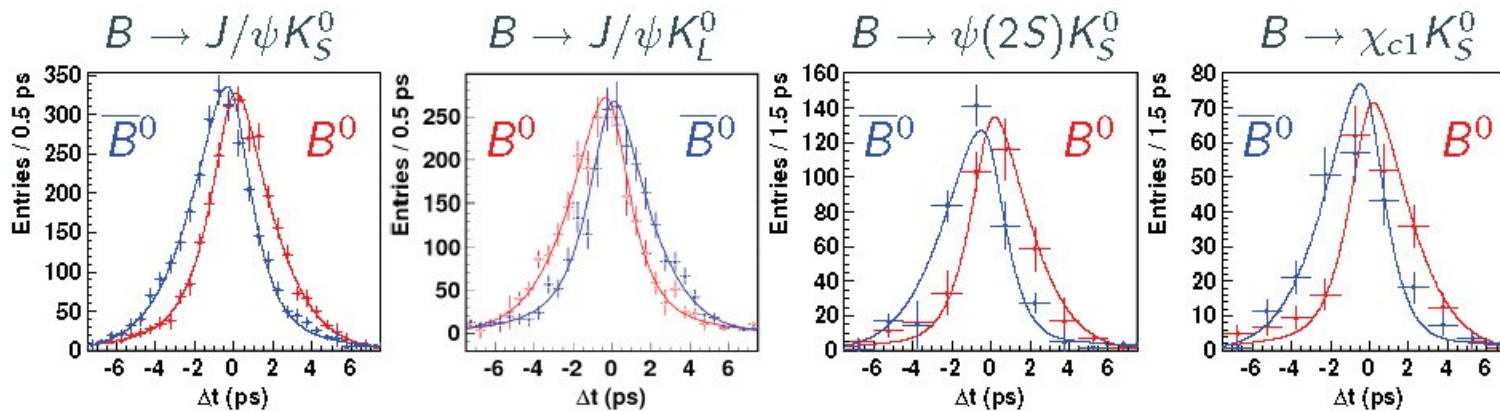 B → J/ψ K⁰_S
B → J/ψ K⁰_L
B → ψ(2S) K⁰_S
B → χ_c1 K⁰_S
Entries / 0.5 ps
350
300
250
200
150
100
50
0
B̅⁰
B⁰
-6 -4 -2 0 2 4 6
Δt (ps)
Entries / 0.5 ps
250
200
150
100
50
0
B⁰
B̅⁰
-6 -4 -2 0 2 4 6
Δt (ps)
Entries / 1.5 ps
160
140
120
100
80
60
40
20
0
B̅⁰
B⁰
-6 -4 -2 0 2 4 6
Δt (ps)
Entries / 1.5 ps
80
70
60
50
40
30
20
10
0
B̅⁰
B⁰
-6 -4 -2 0 2 4 6
Δt (ps)